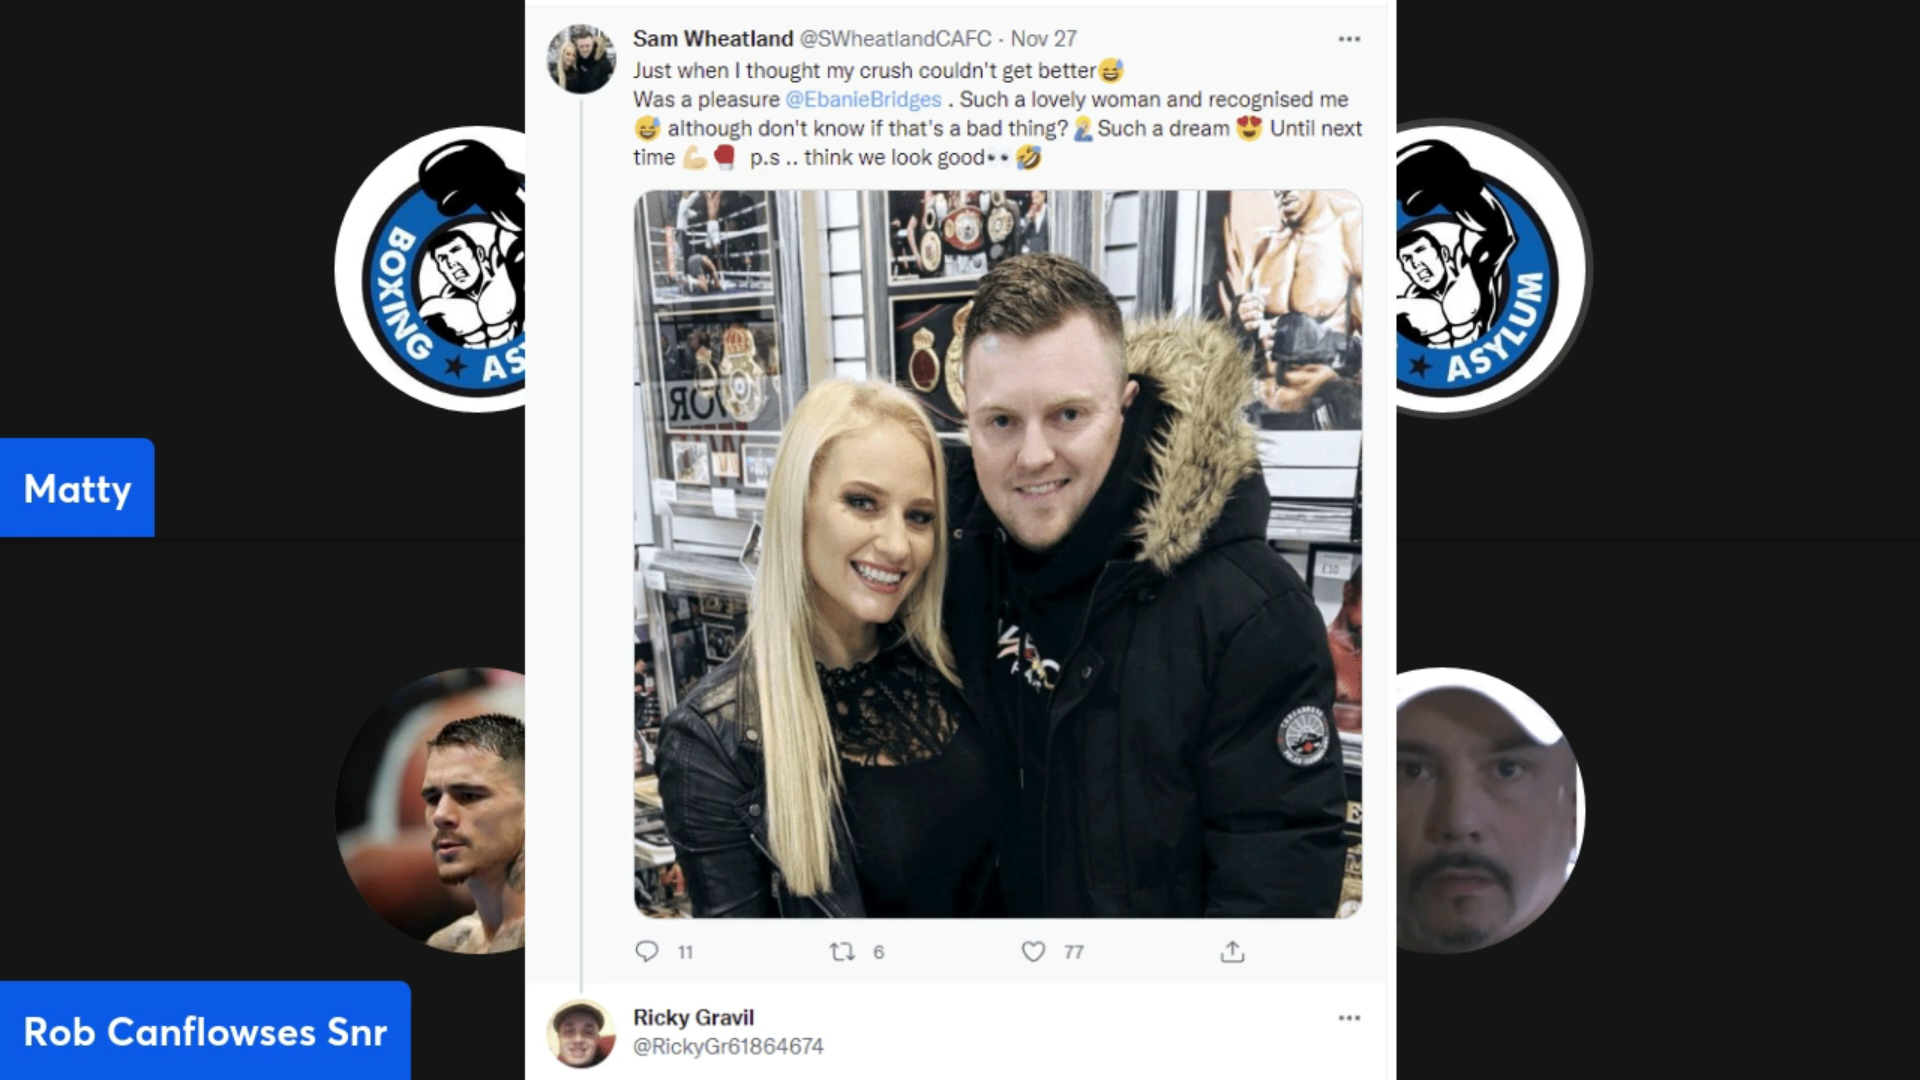 Sam Wheatland @SWheatlandCAFC · Nov 27
Just when I thought my crush couldn't get better😅
Was a pleasure @EbanieBridges . Such a lovely woman and recognised me
😅 although don't know if that's a bad thing?🤦🏼‍♂️Such a dream 😍 Until next
time 💪🏼🥊 p.s .. think we look good👀🤣
£50
11
6
77
Ricky Gravil
@RickyGr61864674
BOXING ★ AS
★ ASYLUM
Matty
Rob Canflowses Snr